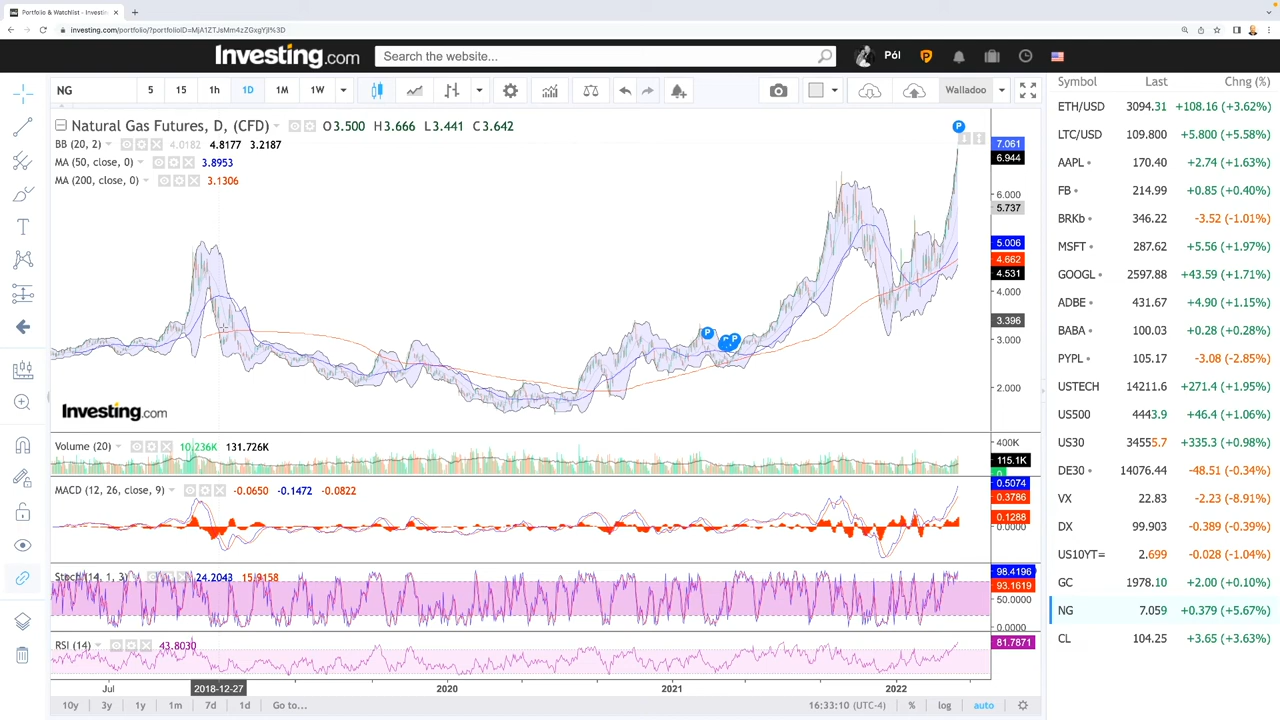 Portfolio & Watchlist - Investin
investing.com/portfolio/?portfolioID=MjA1ZTJsMm4zZGxgYjI%3D
Investing.com
Search the website...
Pól
NG 5 15 1h 1D 1M 1W Walladoo
Natural Gas Futures, D, (CFD) O3.500 H3.666 L3.441 C3.642
BB (20, 2) 4.0182 4.8177 3.2187
MA (50, close, 0) 3.8953
MA (200, close, 0) 3.1306
P
7.061
6.944
6.000
5.737
5.006
4.662
4.531
4.000
3.396
3.000
2.000
P P P
Investing.com
Volume (20) 10.236K 131.726K
400K
115.1K
0
MACD (12, 26, close, 9) -0.0650 -0.1472 -0.0822
0.5074
0.3786
0.1288
0.0000
Stoch (14, 1, 3) 24.2043 15.9158
98.4196
93.1619
50.0000
0.0000
RSI (14) 43.8030
81.7871
Jul 2018-12-27 2020 2021 2022
10y 3y 1y 1m 7d 1d Go to... 16:33:10 (UTC-4) % log auto
Symbol Last Chng (%)
ETH/USD 3094.31 +108.16 (+3.62%)
LTC/USD 109.800 +5.800 (+5.58%)
AAPL 170.40 +2.74 (+1.63%)
FB 214.99 +0.85 (+0.40%)
BRKb 346.22 -3.52 (-1.01%)
MSFT 287.62 +5.56 (+1.97%)
GOOGL 2597.88 +43.59 (+1.71%)
ADBE 431.67 +4.90 (+1.15%)
BABA 100.03 +0.28 (+0.28%)
PYPL 105.17 -3.08 (-2.85%)
USTECH 14211.6 +271.4 (+1.95%)
US500 4443.9 +46.4 (+1.06%)
US30 34555.7 +335.3 (+0.98%)
DE30 14076.44 -48.51 (-0.34%)
VX 22.83 -2.23 (-8.91%)
DX 99.903 -0.389 (-0.39%)
US10YT= 2.699 -0.028 (-1.04%)
GC 1978.10 +2.00 (+0.10%)
NG 7.059 +0.379 (+5.67%)
CL 104.25 +3.65 (+3.63%)